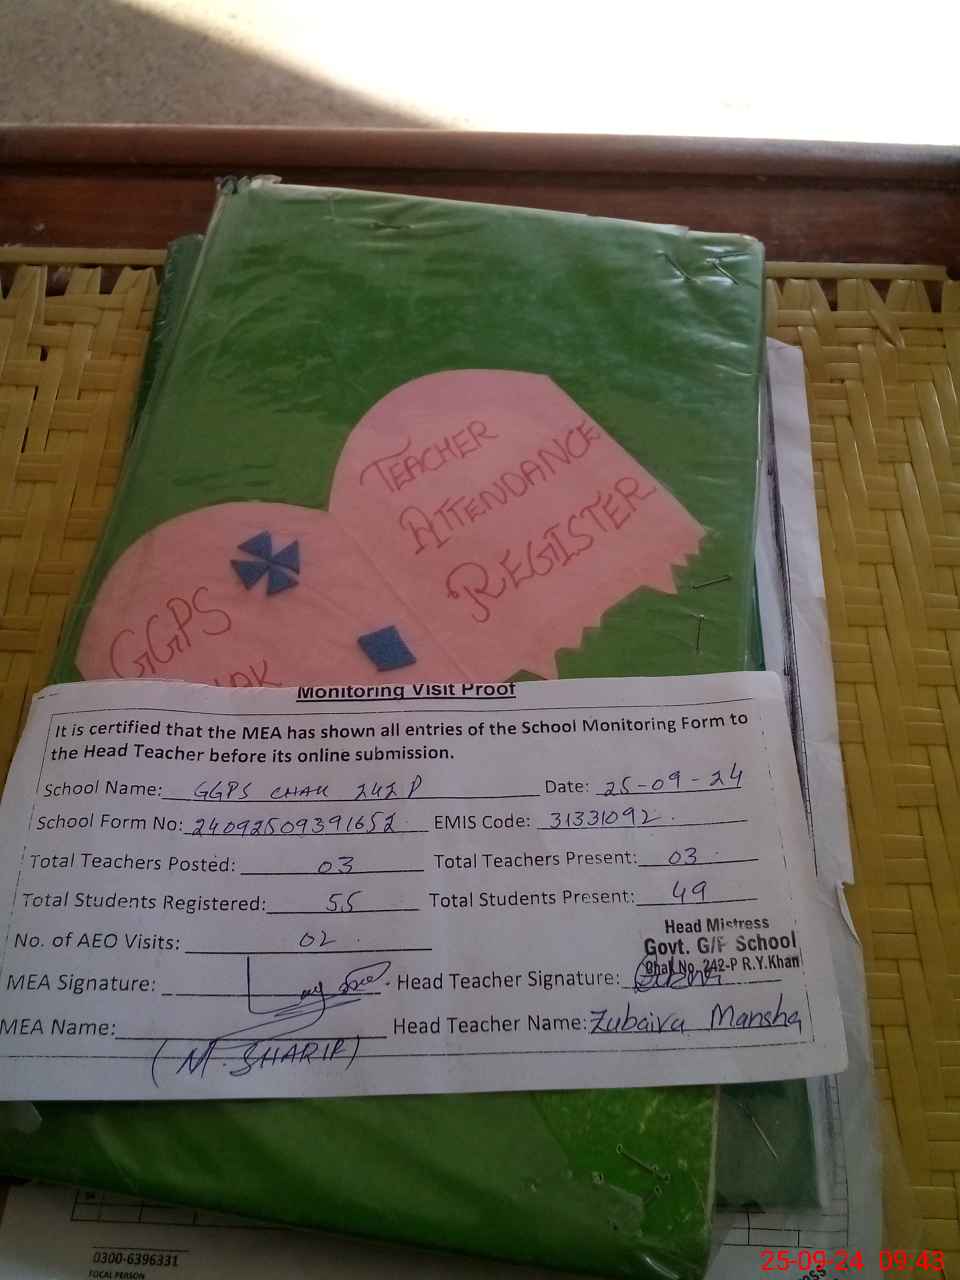 TEACHER
ATTENDANCE
REGISTER
GGPS
Monitoring Visit Proof
It is certified that the MEA has shown all entries of the School Monitoring Form to
the Head Teacher before its online submission.
School Name: GGPS CHAK 242 P Date: 25-09-24
School Form No: 24092509391652 EMIS Code: 31331092
Total Teachers Posted: 03 Total Teachers Present: 03
Total Students Registered: 55 Total Students Present: 49
No. of AEO Visits: 02
Head Mistress
Govt. G/P School
Chak No. 242-P R.Y.Khan
MEA Signature: Head Teacher Signature:
MEA Name: Head Teacher Name: Zubaira Mansha
(M. SHARIF)
0300-6396331
FOCAL PERSON
25-09-24 09:43